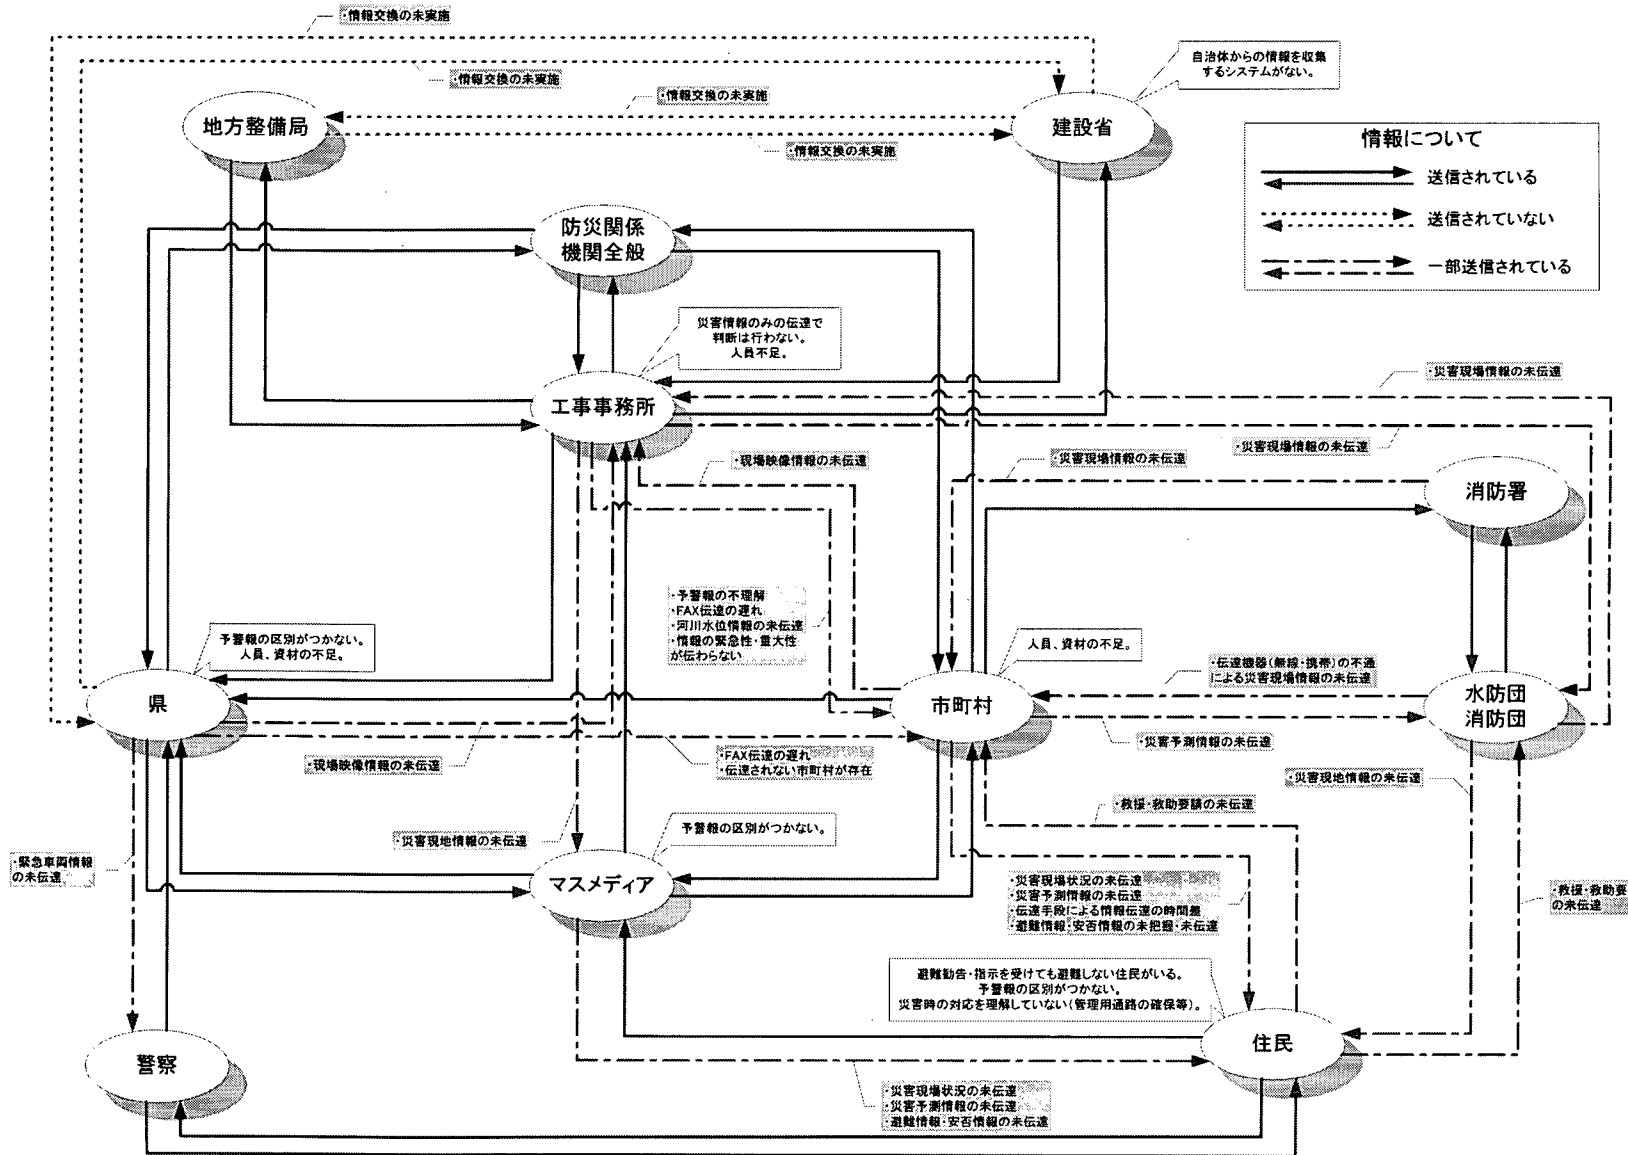 ・情報交換の未実施
・情報交換の未実施
・情報交換の未実施
・情報交換の未実施
自治体からの情報を収集
するシステムがない。
地方整備局
建設省
情報について
送信されている
送信されていない
一部送信されている
防災関係
機関全般
災害情報のみの伝達で
判断は行わない。
人員不足。
工事事務所
・災害現場情報の未伝達
・災害現場情報の未伝達
・現場映像情報の未伝達
・災害現場情報の未伝達
消防署
・予警報の不理解
・FAX伝達の遅れ
・河川水位情報の未伝達
・情報の緊急性・重大性
が伝わらない
予警報の区別がつかない。
人員、資材の不足。
人員、資材の不足。
県
市町村
・伝達機器(無線・携帯)の不通
による災害現場情報の未伝達
水防団
消防団
・災害予測情報の未伝達
・現場映像情報の未伝達
・FAX伝達の遅れ
・伝達されない市町村が存在
・災害現地情報の未伝達
・救援・救助要請の未伝達
・災害現地情報の未伝達
予警報の区別がつかない。
・緊急車両情報
の未伝達
マスメディア
・災害現場状況の未伝達
・災害予測情報の未伝達
・伝達手段による情報伝達の時間差
・避難情報・安否情報の未把握・未伝達
・救援・救助要
の未伝達
避難勧告・指示を受けても避難しない住民がいる。
予警報の区別がつかない。
災害時の対応を理解していない(管理用通路の確保等)。
住民
警察
・災害現場状況の未伝達
・災害予測情報の未伝達
・避難情報・安否情報の未伝達